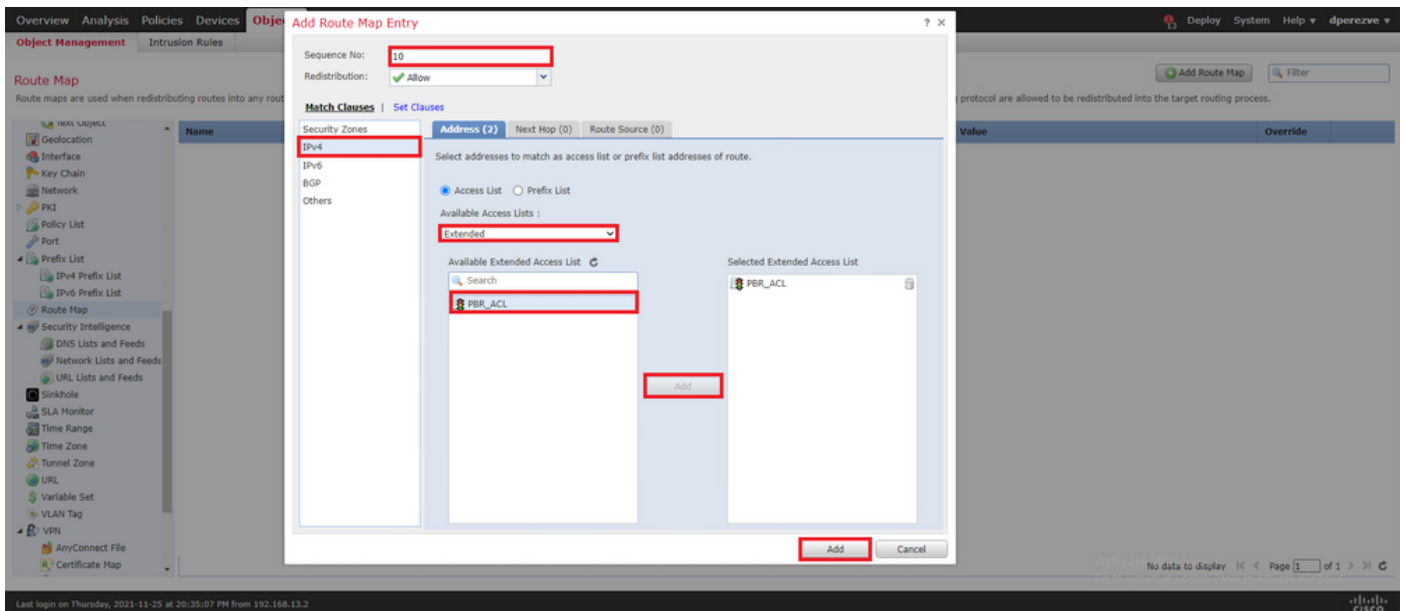 Overview Analysis Policies Devices Obje
Deploy System Help dperezve
13
Object Management Intrusion Rules
Add Route Map Entry
? ×
Sequence No: 10
Redistribution: Allow
Match Clauses | Set Clauses
Security Zones
IPv4
IPv6
BGP
Others
Address (2) Next Hop (0) Route Source (0)
Select addresses to match as access list or prefix list addresses of route.
Access List Prefix List
Available Access Lists :
Extended
Available Extended Access List
Search
PBR_ACL
Add
Selected Extended Access List
PBR_ACL
Add Cancel
Route Map
Route maps are used when redistributing routes into any rout
protocol are allowed to be redistributed into the target routing process.
Add Route Map Filter
Name Value Override
Geolocation
Interface
Key Chain
Network
PKI
Policy List
Port
Prefix List
IPv4 Prefix List
IPv6 Prefix List
Route Map
Security Intelligence
DNS Lists and Feeds
Network Lists and Feeds
URL Lists and Feeds
Sinkhole
SLA Monitor
Time Range
Time Zone
Tunnel Zone
URL
Variable Set
VLAN Tag
VPN
AnyConnect File
Certificate Map
No data to display Page 1 of 1
Last login on Thursday, 2021-11-25 at 20:35:07 PM from 192.168.13.2
CISCO